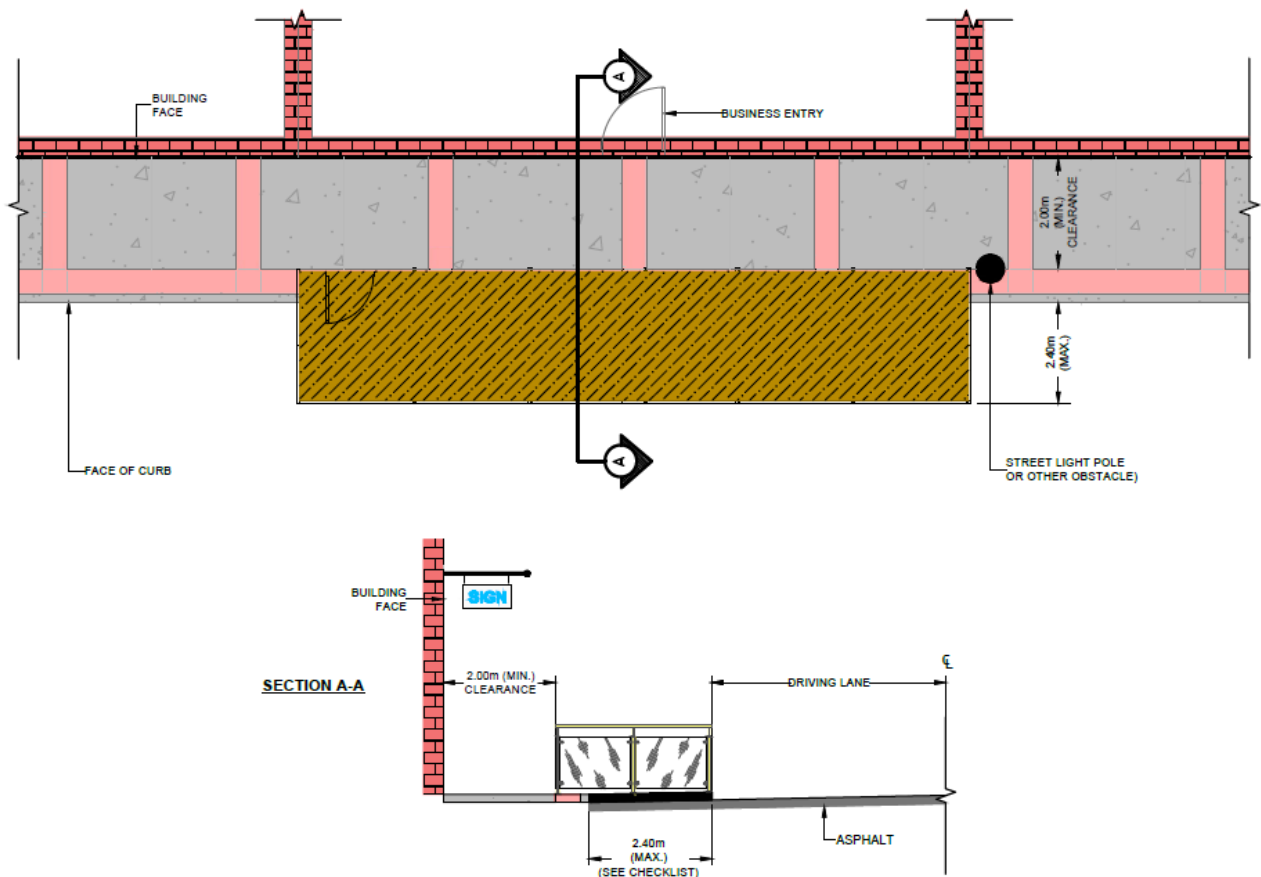 A
BUILDING
FACE
BUSINESS ENTRY
2.00m
(MIN.)
CLEARANCE
2.40m
(MAX.)
A
FACE OF CURB
STREET LIGHT POLE
OR OTHER OBSTACLE)
BUILDING
FACE
SIGN
SECTION A-A
2.00m (MIN.)
CLEARANCE
DRIVING LANE
℄
ASPHALT
2.40m
(MAX.)
(SEE CHECKLIST)